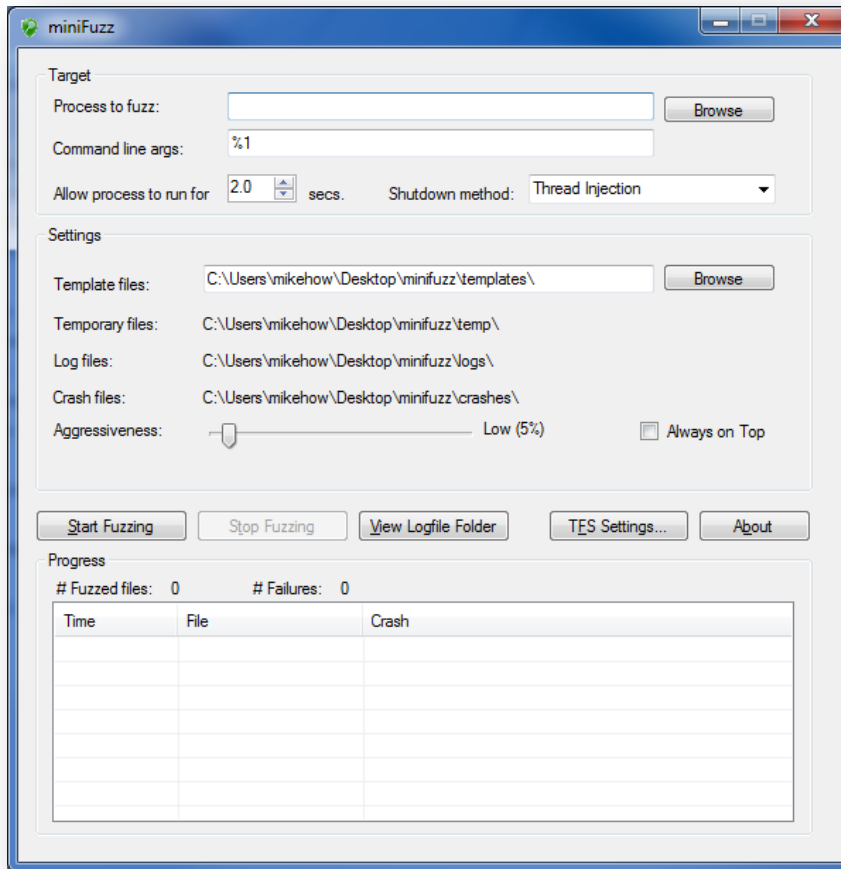 miniFuzz
Target
Process to fuzz: Browse
Command line args: %1
Allow process to run for 2.0 secs. Shutdown method: Thread Injection
Settings
Template files: C:\Users\mikehow\Desktop\minifuzz\templates\ Browse
Temporary files: C:\Users\mikehow\Desktop\minifuzz\temp\
Log files: C:\Users\mikehow\Desktop\minifuzz\logs\
Crash files: C:\Users\mikehow\Desktop\minifuzz\crashes\
Aggressiveness: Low (5%) Always on Top
Start Fuzzing Stop Fuzzing View Logfile Folder TFS Settings... About
Progress
# Fuzzed files: 0 # Failures: 0
Time File Crash